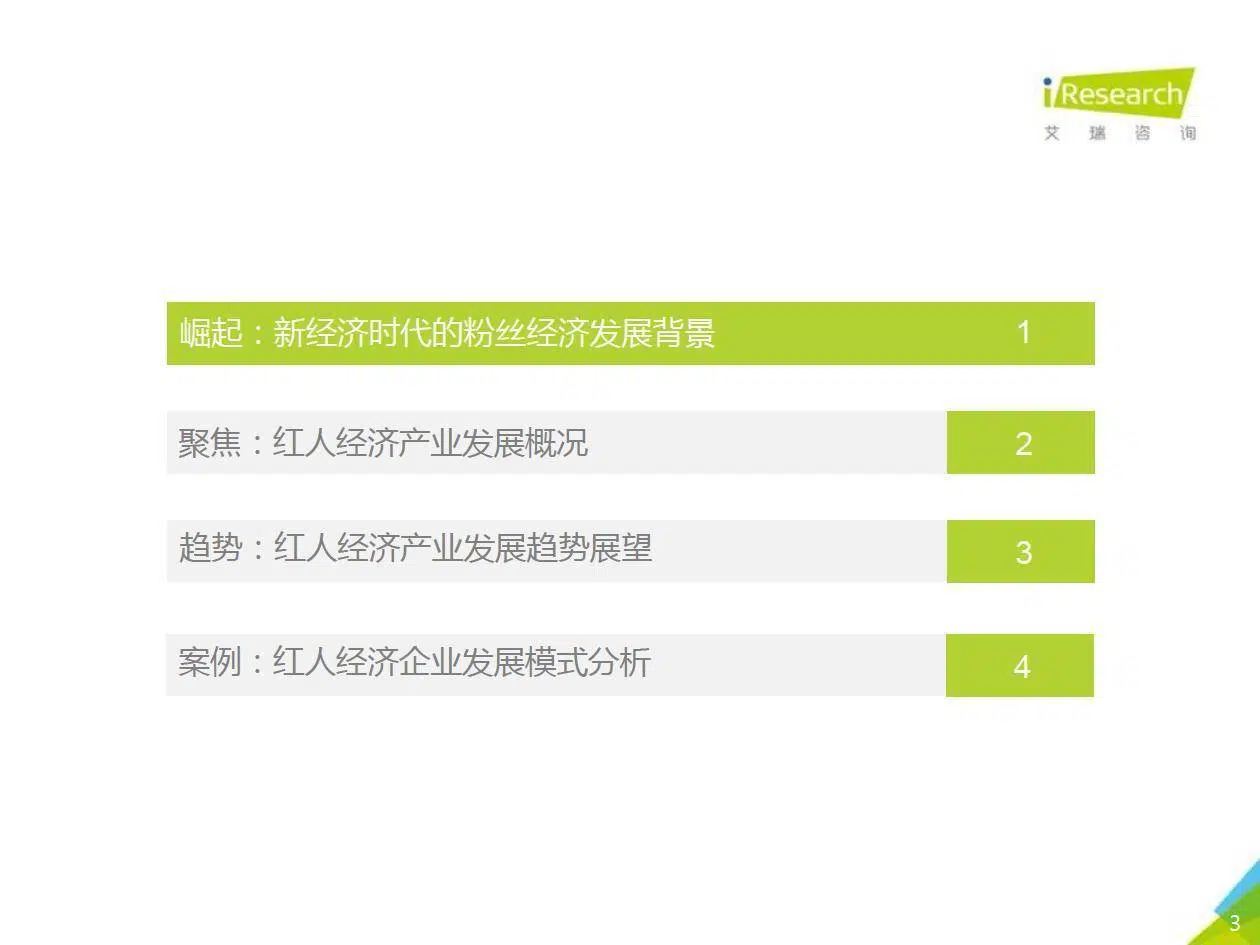 iResearch
艾瑞咨询
崛起：新经济时代的粉丝经济发展背景 1
聚焦：红人经济产业发展概况 2
趋势：红人经济产业发展趋势展望 3
案例：红人经济企业发展模式分析 4
3